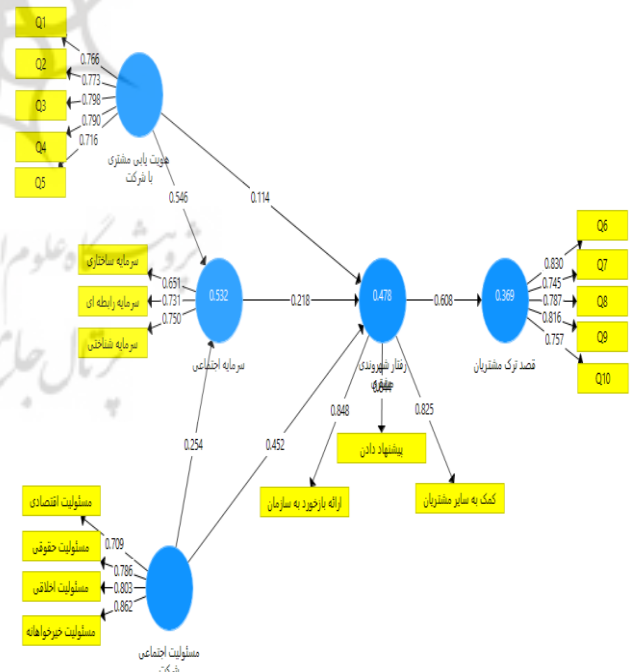 Q1
0.766
Q2
0.773
Q3
0.798
Q4
0.790
0.716
Q5
هویت یابی مشتری
با شرکت
0.546
0.114
Q6
0.830
Q7
0.745
Q8
0.787
0.816
Q9
0.757
Q10
سرمایه ساختاری
0.651
سرمایه رابطه ای
0.731
0.750
سرمایه شناختی
0.532
سرمایه اجتماعی
0.218
0.478
رفتار شهروندی
مشتری
0.608
0.369
قصد ترک مشتریان
0.848
0.825
پیشنهاد دادن
ارائه بازخورد به سازمان
کمک به سایر مشتریان
0.254
0.452
مسئولیت اقتصادی
0.709
مسئولیت حقوقی
0.786
مسئولیت اخلاقی
0.803
0.862
مسئولیت خیرخواهانه
مسئولیت اجتماعی
شرکت